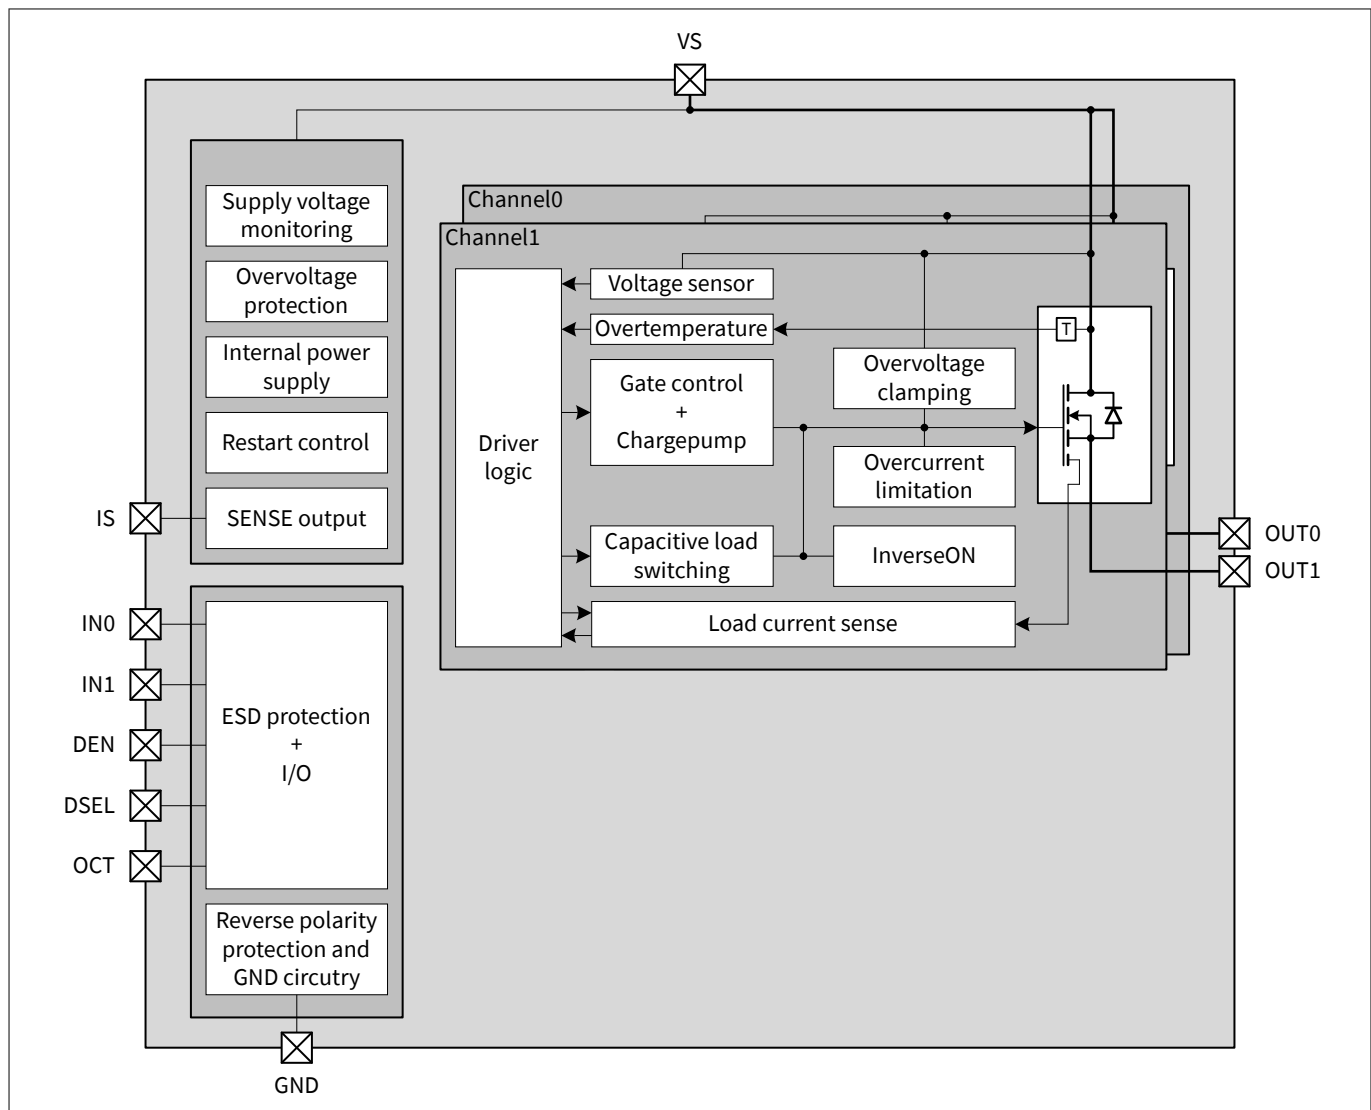 VS
Supply voltage
monitoring
Overvoltage
protection
Internal power
supply
Restart control
SENSE output
IS
IN0
IN1
DEN
DSEL
OCT
ESD protection
+
I/O
Reverse polarity
protection and
GND circutry
GND
Channel0
Channel1
Driver
logic
Voltage sensor
Overtemperature
Gate control
+
Chargepump
Capacitive load
switching
Load current sense
Overvoltage
clamping
Overcurrent
limitation
InverseON
T
OUT0
OUT1